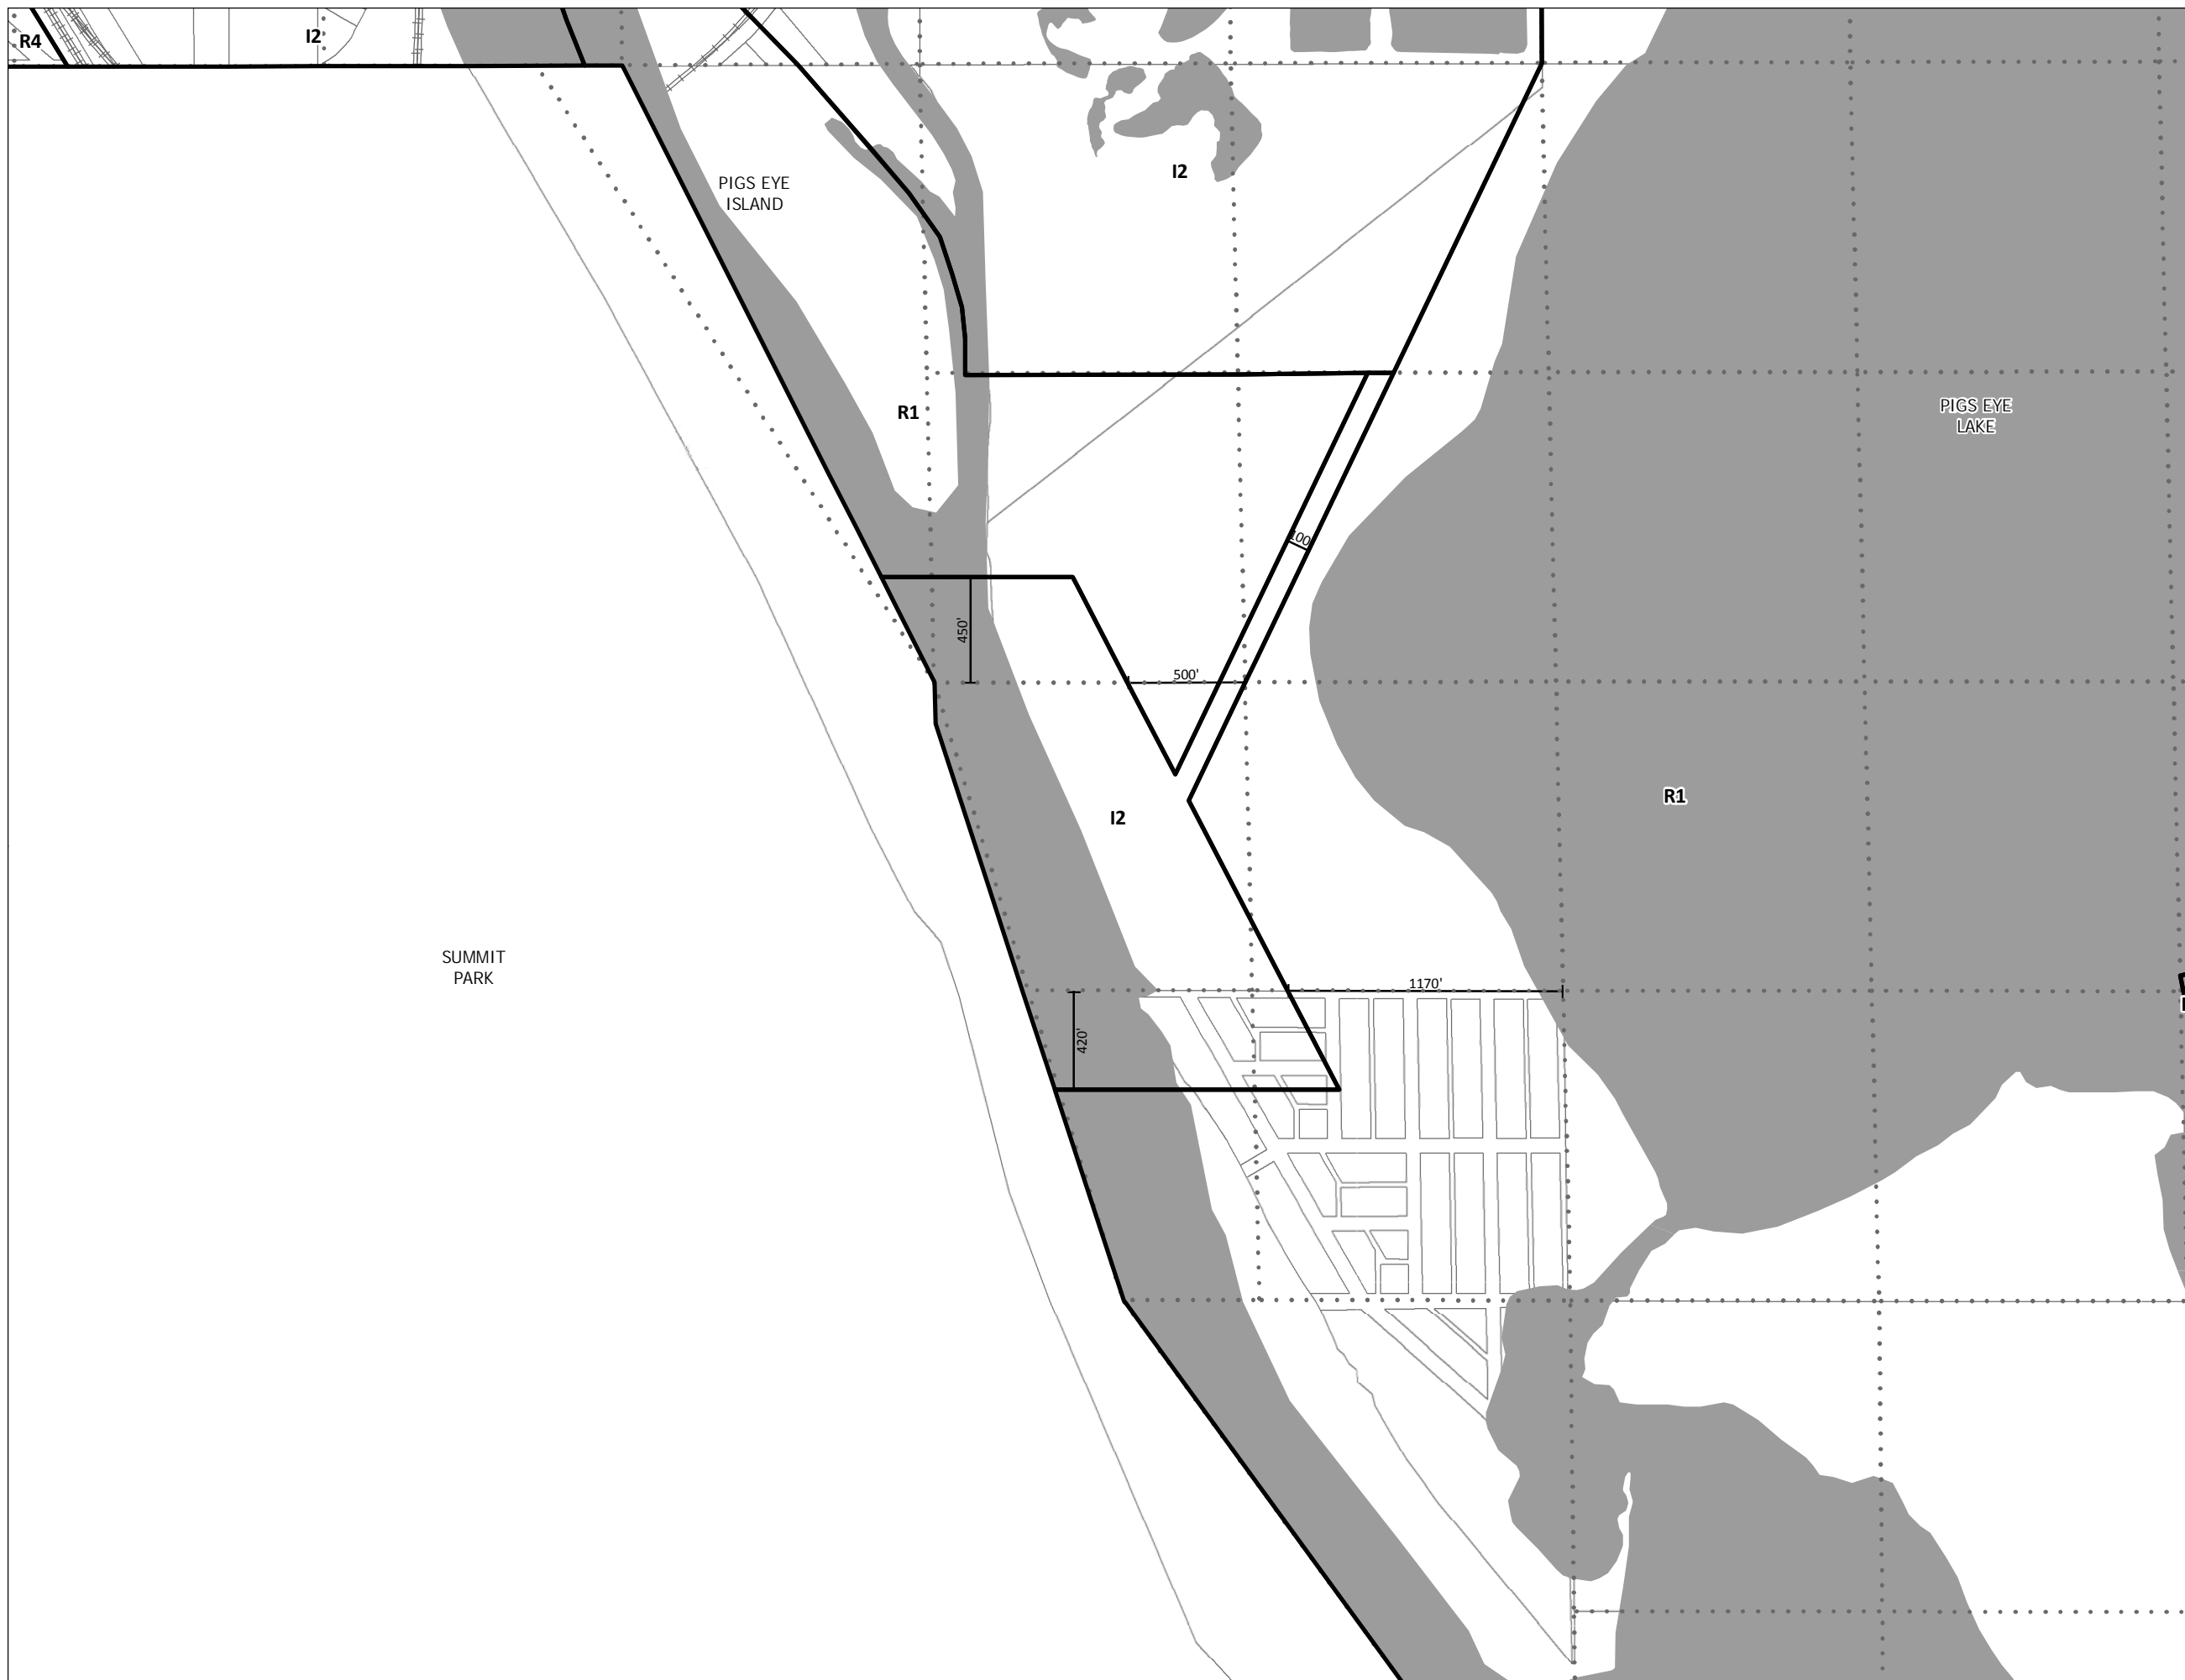 R4
I2
I2
PIGS EYE
ISLAND
R1
PIGS EYE
LAKE
100
450'
500'
R1
I2
SUMMIT
PARK
1170'
420'